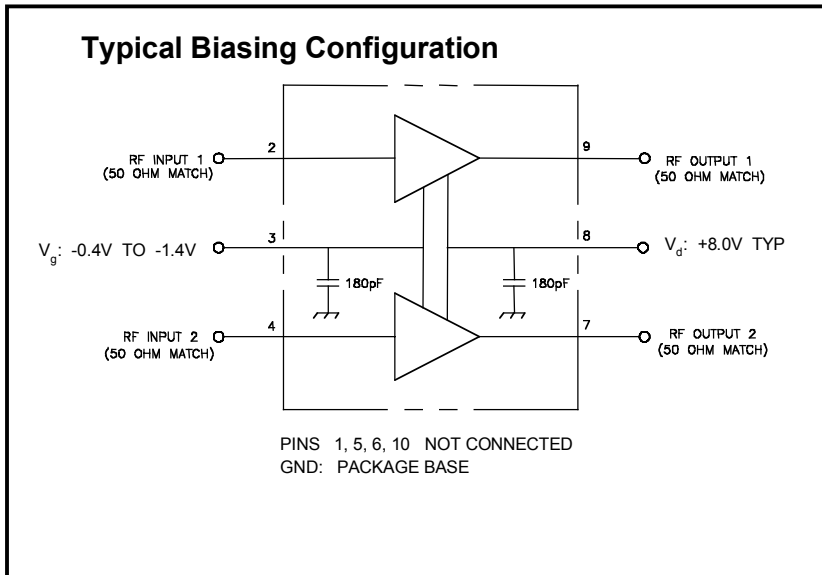 Typical Biasing Configuration
2
9
RF INPUT 1
(50 OHM MATCH)
RF OUTPUT 1
(50 OHM MATCH)
3
8
Vg: -0.4V TO -1.4V
Vd: +8.0V TYP
180pF
180pF
4
7
RF INPUT 2
(50 OHM MATCH)
RF OUTPUT 2
(50 OHM MATCH)
PINS 1, 5, 6, 10 NOT CONNECTED
GND: PACKAGE BASE